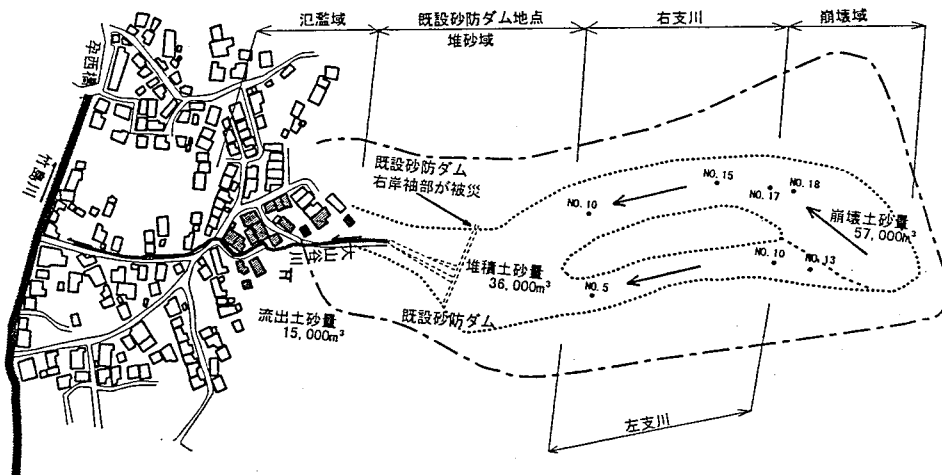 氾濫域
既設砂防ダム地点
堆砂域
右支川
崩壊域
卒西橋
竹島川
既設砂防ダム
右岸袖部が被災
NO.10
NO.15
NO.17
NO.18
崩壊土砂量
57,000m³
大山谷川
堆積土砂量
36,000m³
NO.10
NO.13
NO.5
既設砂防ダム
流出土砂量
15,000m³
左支川